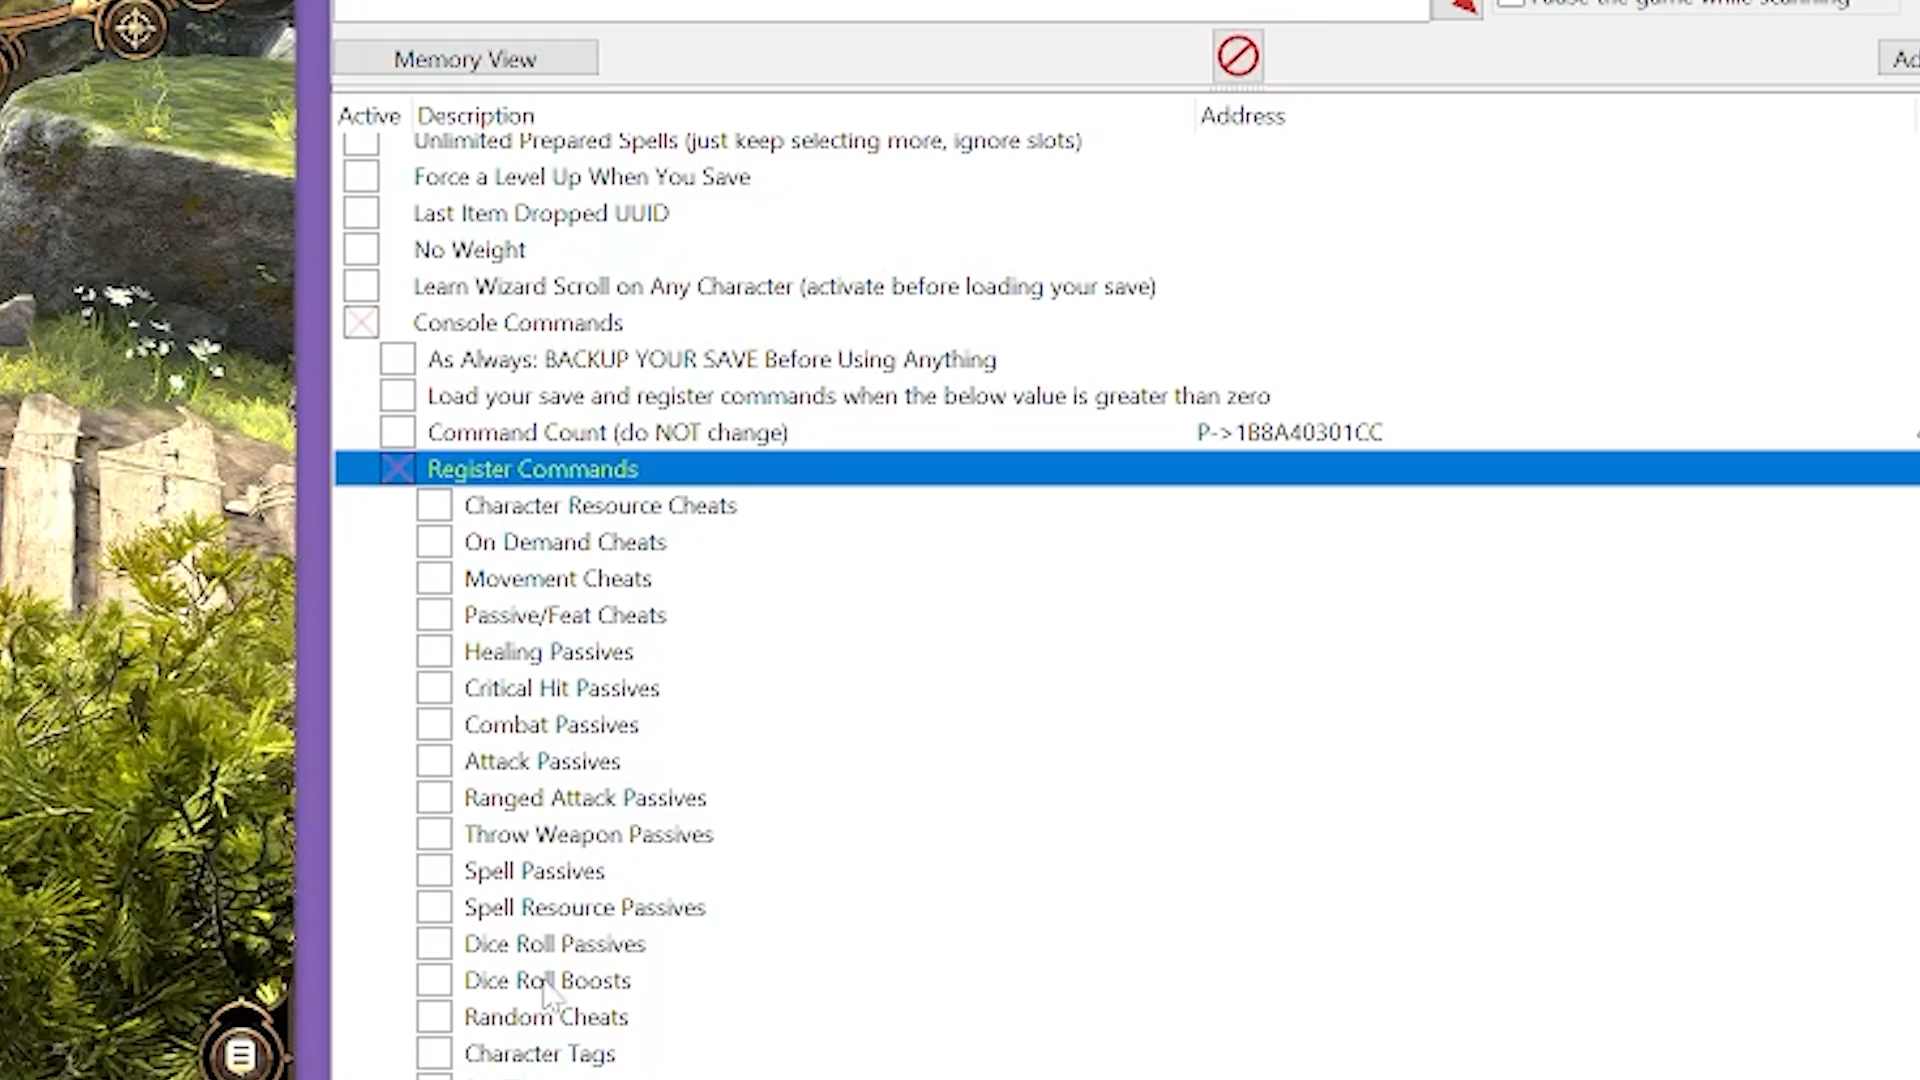 Pause the game while scanning
Memory View
Active Description Address
Unlimited Prepared Spells (just keep selecting more, ignore slots)
Force a Level Up When You Save
Last Item Dropped UUID
No Weight
Learn Wizard Scroll on Any Character (activate before loading your save)
Console Commands
As Always: BACKUP YOUR SAVE Before Using Anything
Load your save and register commands when the below value is greater than zero
Command Count (do NOT change) P->1B8A40301CC
Register Commands
Character Resource Cheats
On Demand Cheats
Movement Cheats
Passive/Feat Cheats
Healing Passives
Critical Hit Passives
Combat Passives
Attack Passives
Ranged Attack Passives
Throw Weapon Passives
Spell Passives
Spell Resource Passives
Dice Roll Passives
Dice Roll Boosts
Random Cheats
Character Tags